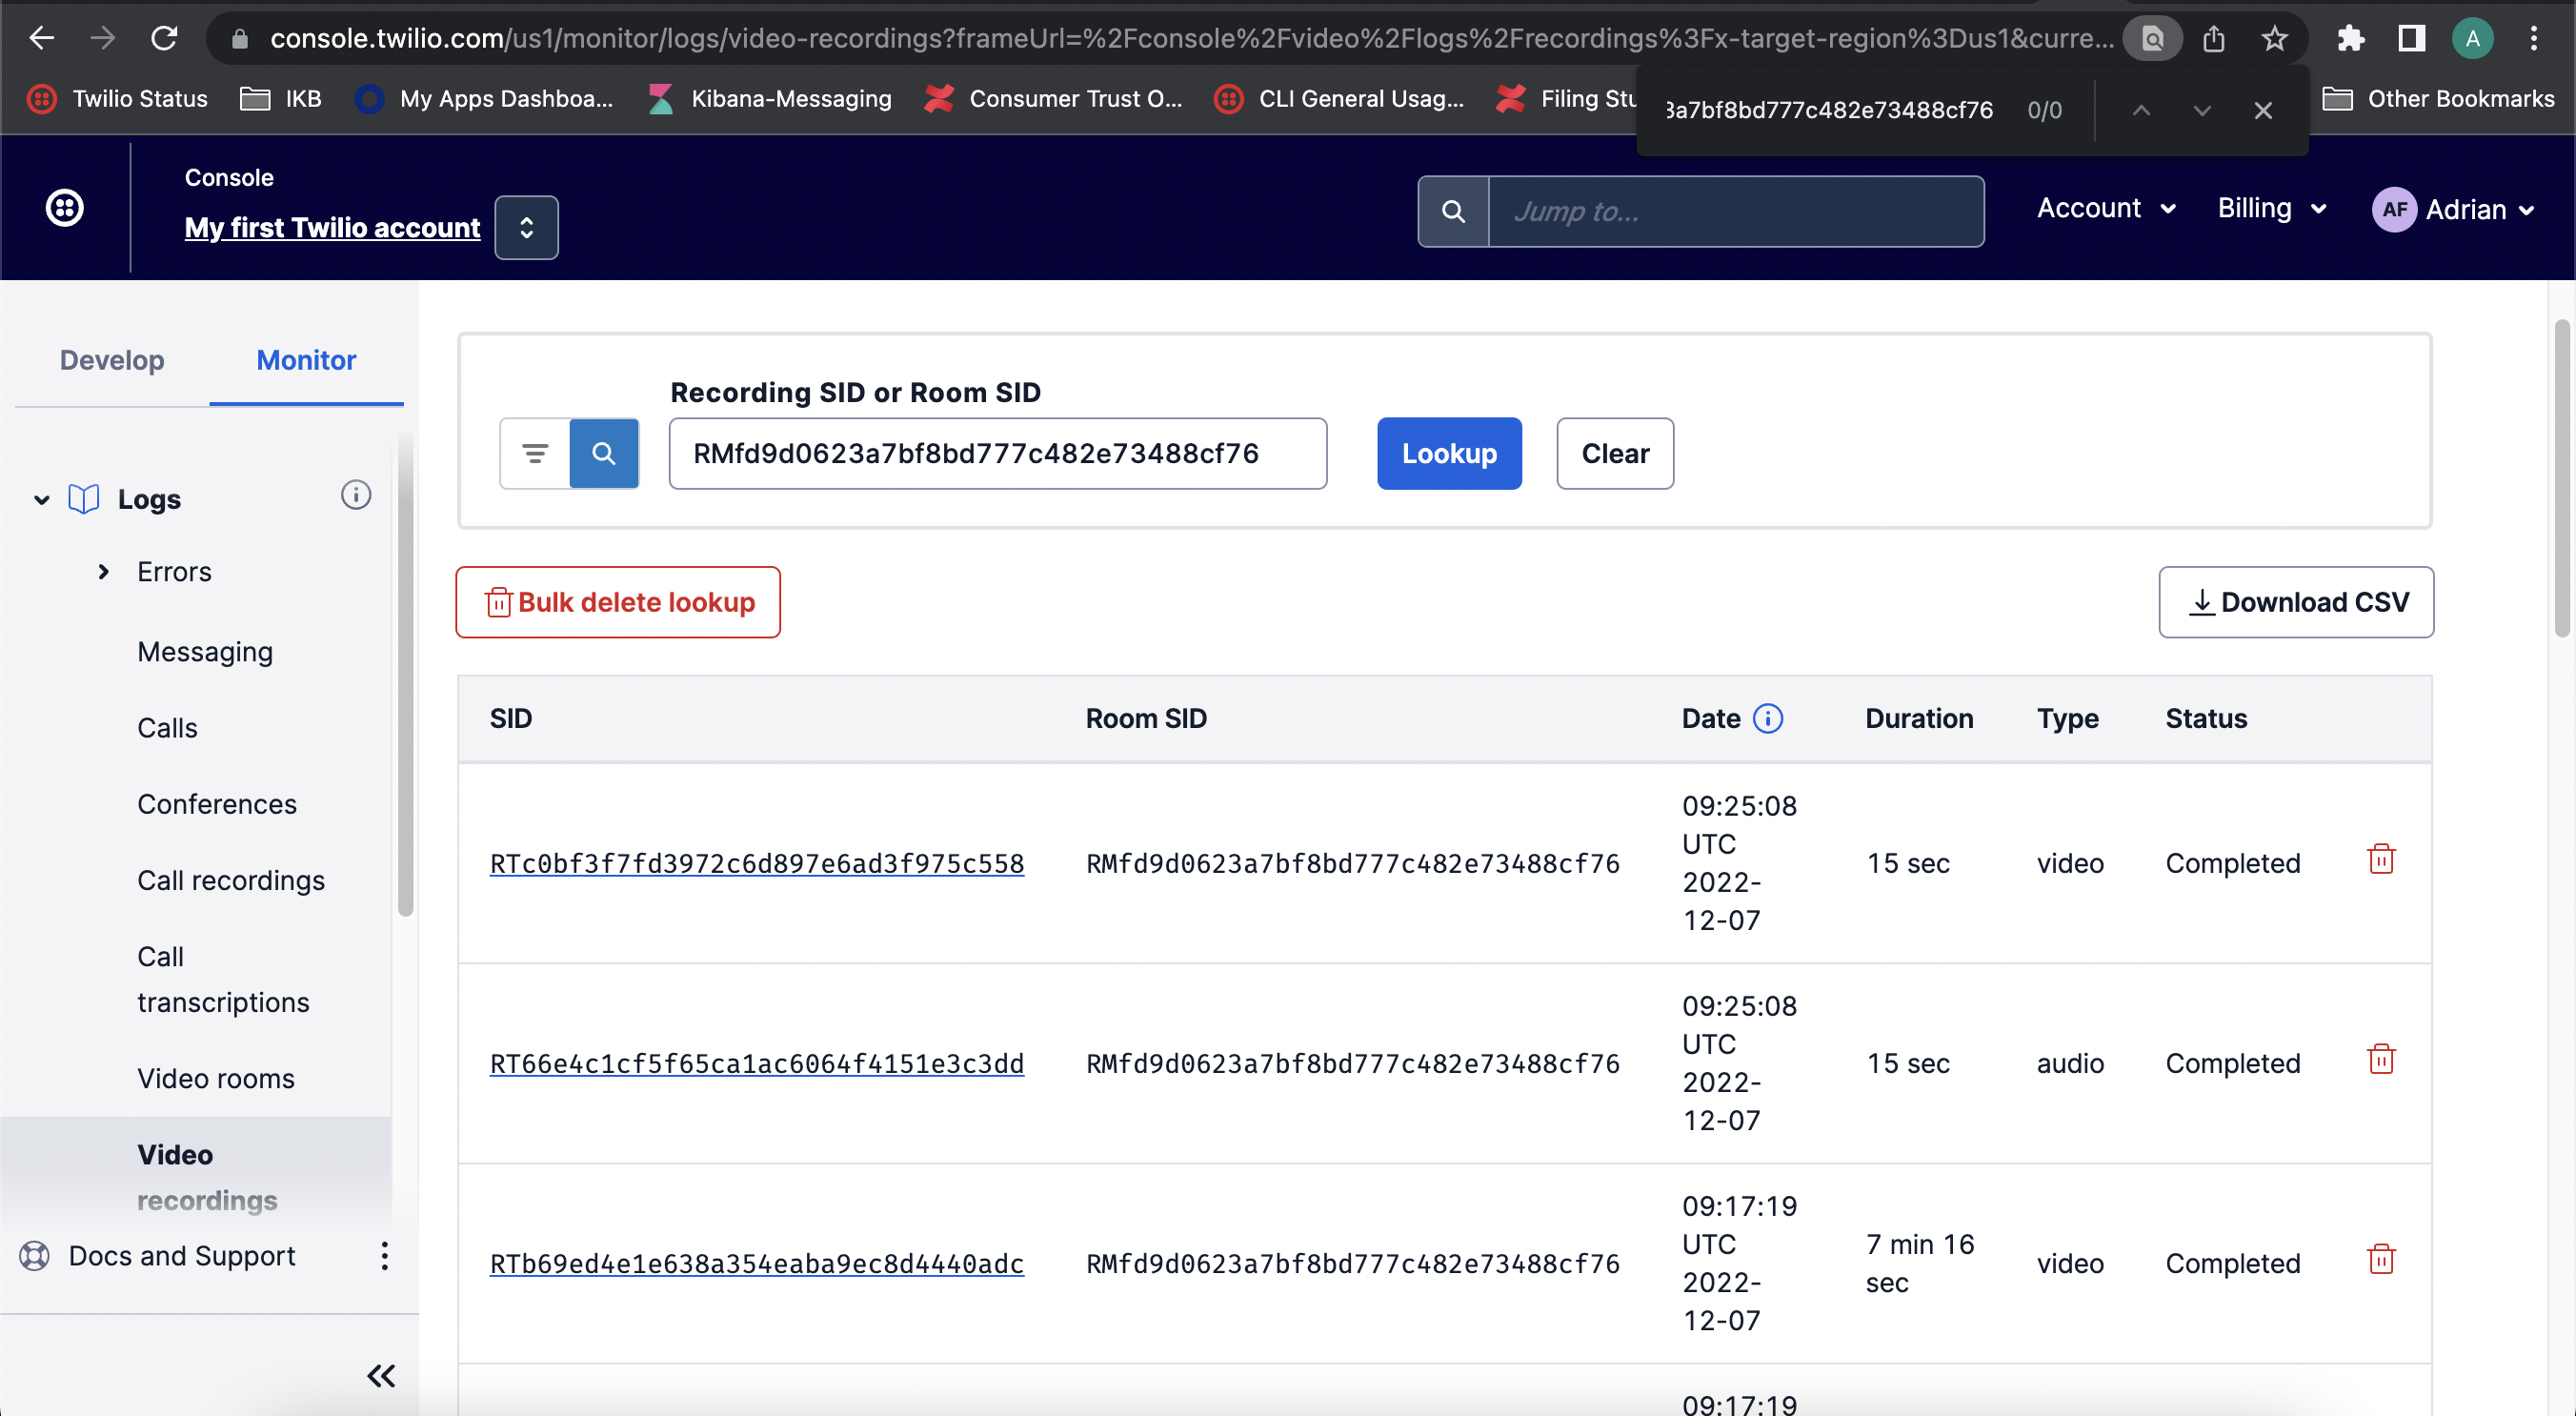 console.twilio.com/us1/monitor/logs/video-recordings?frameUrl=%2Fconsole%2Fvideo%2Flogs%2Frecordings%3Fx-target-region%3Dus1&curre...
A
Twilio Status
IKB
My Apps Dashboa...
Kibana-Messaging
Consumer Trust O...
CLI General Usag...
Filing Stu
3a7bf8bd777c482e73488cf76 0/0
Other Bookmarks
Console
My first Twilio account
Jump to...
Account
Billing
AF Adrian
Develop
Monitor
Logs
Errors
Messaging
Calls
Conferences
Call recordings
Call
transcriptions
Video rooms
Video
recordings
Docs and Support
Recording SID or Room SID
RMfd9d0623a7bf8bd777c482e73488cf76
Lookup
Clear
Bulk delete lookup
Download CSV
SID Room SID Date Duration Type Status
RTc0bf3f7fd3972c6d897e6ad3f975c558 RMfd9d0623a7bf8bd777c482e73488cf76
09:25:08
UTC
2022-
12-07
15 sec video Completed
RT66e4c1cf5f65ca1ac6064f4151e3c3dd RMfd9d0623a7bf8bd777c482e73488cf76
09:25:08
UTC
2022-
12-07
15 sec audio Completed
RTb69ed4e1e638a354eaba9ec8d4440adc RMfd9d0623a7bf8bd777c482e73488cf76
09:17:19
UTC
2022-
12-07
7 min 16
sec
video Completed
09:17:19